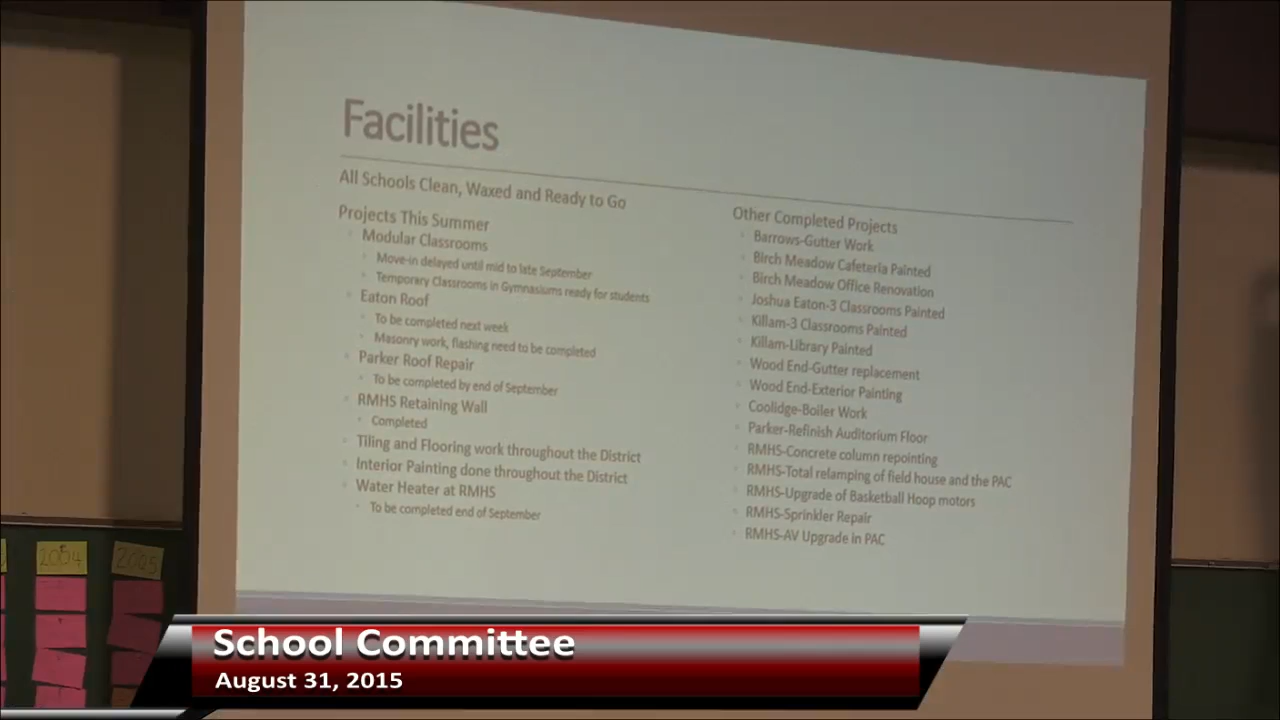 Facilities
All Schools Clean, Waxed and Ready to Go
Projects This Summer
Modular Classrooms
Move-in delayed until mid to late September
Temporary Classrooms in Gymnasiums ready for students
Eaton Roof
To be completed next week
Masonry work, flashing need to be completed
Parker Roof Repair
To be completed by end of September
RMHS Retaining Wall
Completed
Tiling and Flooring work throughout the District
Interior Painting done throughout the District
Water Heater at RMHS
To be completed end of September
Other Completed Projects
Barrows-Gutter Work
Birch Meadow Cafeteria Painted
Birch Meadow Office Renovation
Joshua Eaton-3 Classrooms Painted
Killam-3 Classrooms Painted
Killam-Library Painted
Wood End-Gutter replacement
Wood End-Exterior Painting
Coolidge-Boiler Work
Parker-Refinish Auditorium Floor
RMHS-Concrete column repointing
RMHS-Total relamping of field house and the PAC
RMHS-Upgrade of Basketball Hoop motors
RMHS-Sprinkler Repair
RMHS-AV Upgrade in PAC
2004
2005
School Committee
August 31, 2015